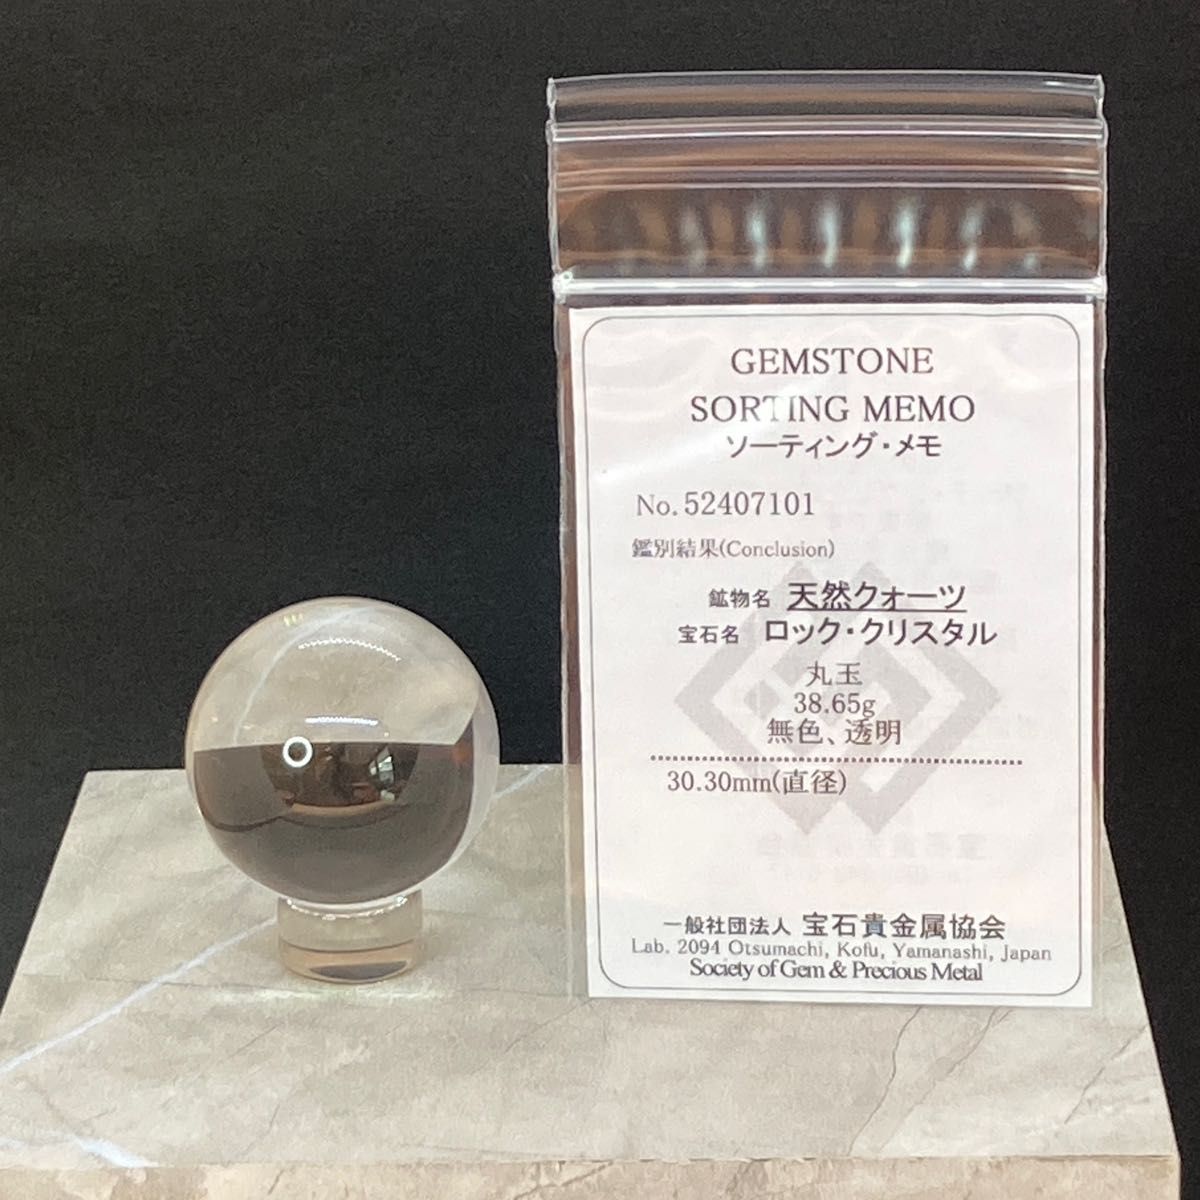 GEMSTONE
SORTING MEMO
ソーティング・メモ
No. 52407101
鑑別結果(Conclusion)
鉱物名 天然クォーツ
宝石名 ロック・クリスタル
丸玉
38.65g
無色、透明
30.30mm(直径)
一般社団法人 宝石貴金属協会
Lab. 2094 Otsumachi, Kofu, Yamanashi, Japan
Society of Gem & Precious Metal